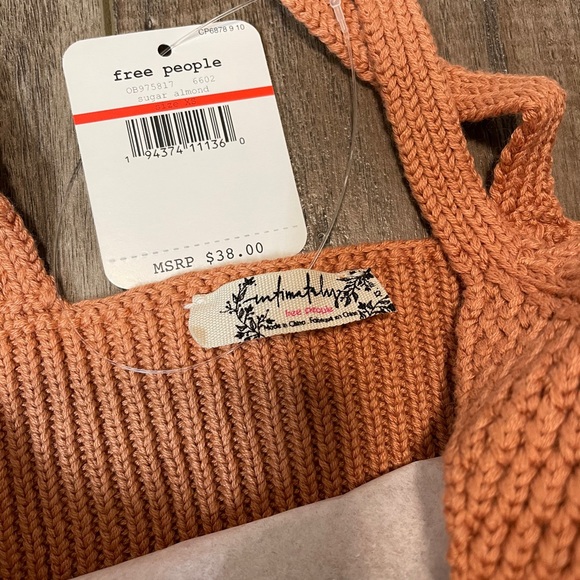 CP6878 9 10
free people
OB975817 6602
sugar almond
1 94374 11136 0
MSRP $38.00
intimately
free people
Made in China . Fabriqué en Chine